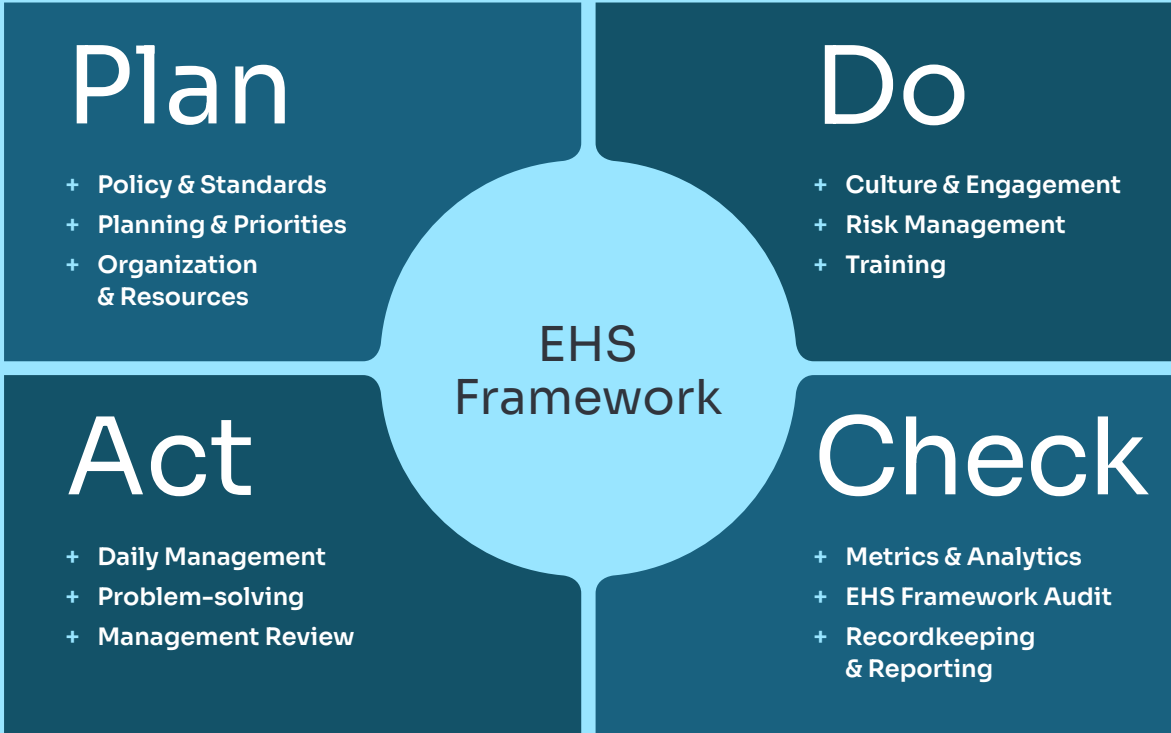 Plan
+ Policy & Standards
+ Planning & Priorities
+ Organization
& Resources
Do
+ Culture & Engagement
+ Risk Management
+ Training
EHS
Framework
Act
+ Daily Management
+ Problem-solving
+ Management Review
Check
+ Metrics & Analytics
+ EHS Framework Audit
+ Recordkeeping
& Reporting